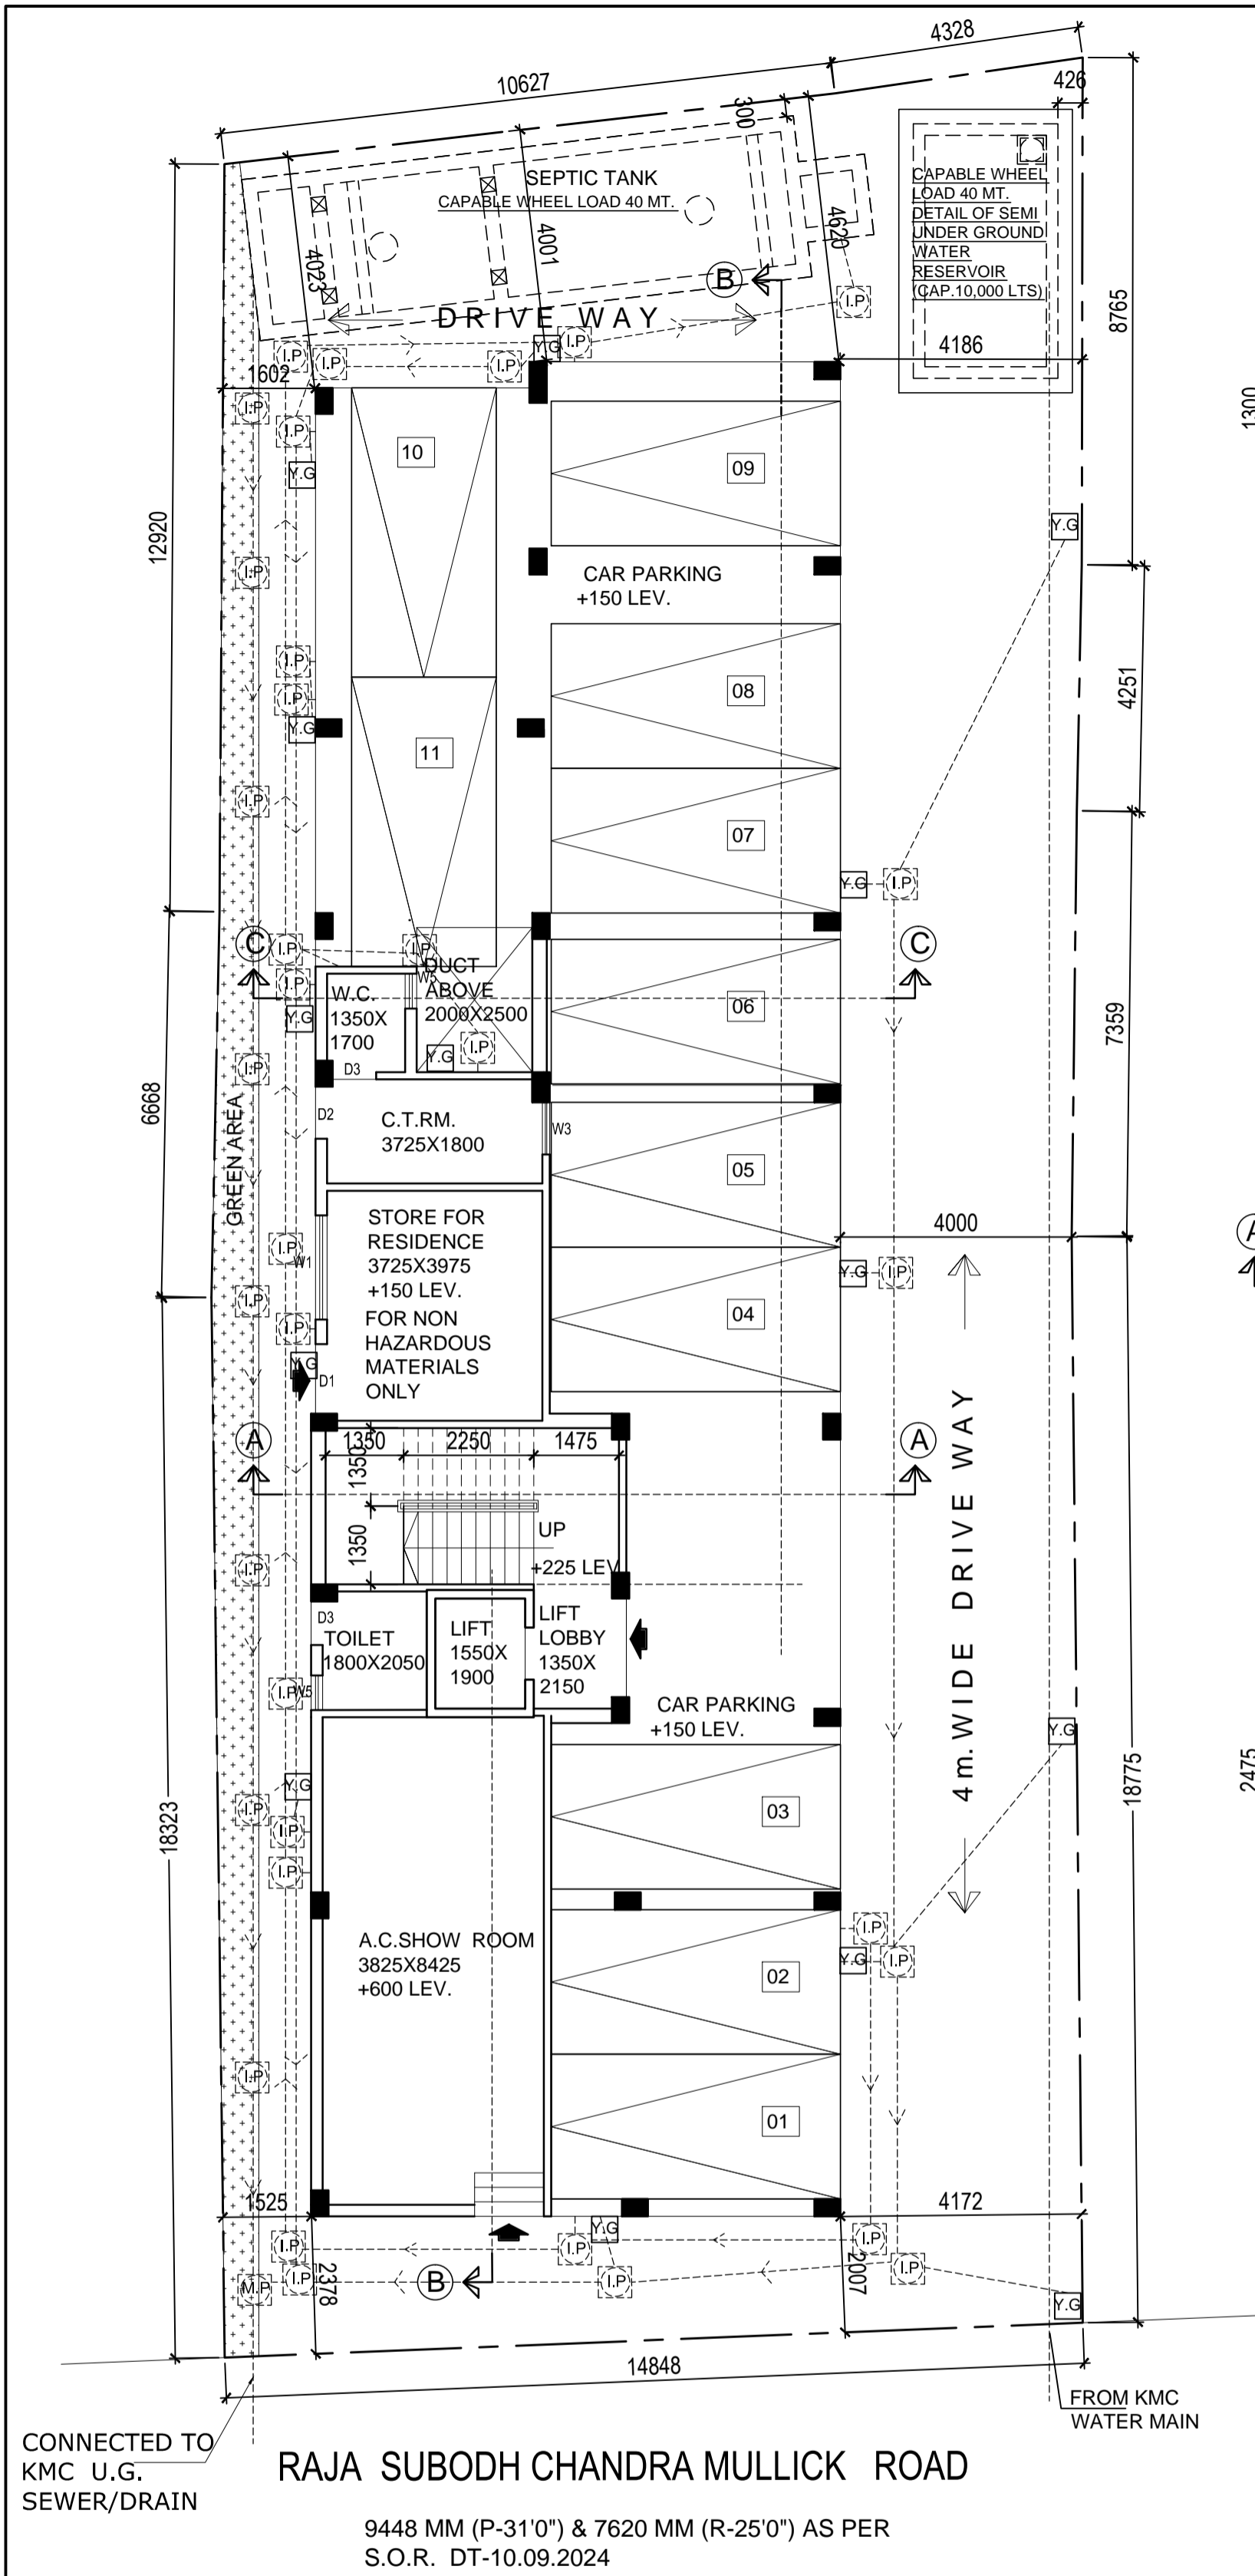 4328
10627
426
300
SEPTIC TANK
CAPABLE WHEEL LOAD 40 MT.
CAPABLE WHEEL
LOAD 40 MT.
DETAIL OF SEMI
UNDER GROUND
WATER
RESERVOIR
(CAP.10,000 LTS)
4023
4001
4620
B
I.P
DRIVE WAY
8765
Y.G
I.P
I.P
I.P
I.P
4186
1602
I.P
I.P
1300
10
09
Y.G
Y.G
12920
I.P
CAR PARKING
+150 LEV.
I.P
I.P
08
4251
Y.G
11
I.P
07
Y.G
I.P
C
I.P
I.P
C
DUCT
ABOVE
2000X2500
W5
I.P
W.C.
1350X
1700
06
Y.G
7359
Y.G
I.P
I.P
D3
6668
GREEN AREA
D2
C.T.RM.
3725X1800
W3
05
STORE FOR
RESIDENCE
3725X3975
+150 LEV.
FOR NON
HAZARDOUS
MATERIALS
ONLY
4000
A
I.P
W1
Y.G
I.P
I.P
I.P
04
Y.G
D1
A
1350
2250
1475
A
1350
1350
UP
+225 LEV
I.P
4 m. WIDE DRIVE WAY
D3
TOILET
1800X2050
LIFT
1550X
1900
LIFT
LOBBY
1350X
2150
I.P
W5
CAR PARKING
+150 LEV.
Y.G
18775
2475
18323
Y.G
I.P
I.P
I.P
03
A.C.SHOW ROOM
3825X8425
+600 LEV.
I.P
Y.G
I.P
02
I.P
01
1525
4172
I.P
I.P
Y.G
I.P
2378
2007
M.P
I.P
B
I.P
I.P
Y.G
14848
FROM KMC
WATER MAIN
CONNECTED TO
KMC U.G.
SEWER/DRAIN
RAJA SUBODH CHANDRA MULLICK ROAD
9448 MM (P-31'0") & 7620 MM (R-25'0") AS PER
S.O.R. DT-10.09.2024